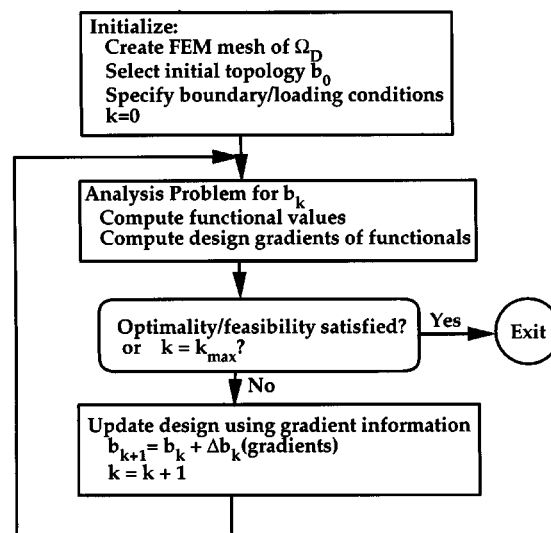 Initialize:
Create FEM mesh of Ω_D
Select initial topology b_0
Specify boundary/loading conditions
k=0
Analysis Problem for b_k
Compute functional values
Compute design gradients of functionals
Optimality/feasibility satisfied?
or k = k_max?
Yes
Exit
No
Update design using gradient information
b_{k+1}= b_k + Δb_k(gradients)
k = k + 1